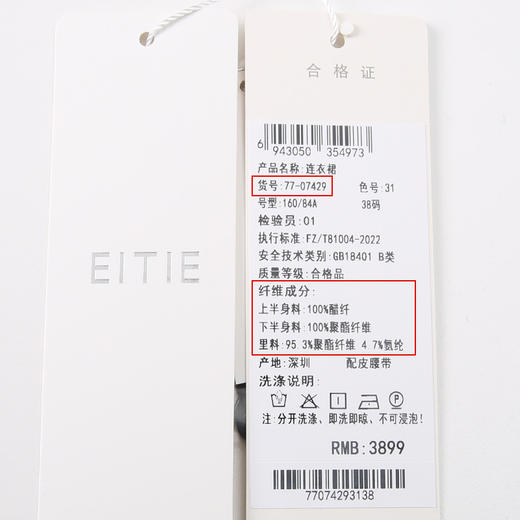 EITIE
合格证
6 943050 354973
产品名称:连衣裙
货号:77-07429 色号:31
号型:160/84A 38码
检验员:01
执行标准:FZ/T81004-2022
安全技术类别:GB18401 B类
质量等级:合格品
纤维成分:
上半身料:100%醋纤
下半身料:100%聚酯纤维
里料:95.3%聚酯纤维 4.7%氨纶
产地:深圳 配皮腰带
洗涤说明:
注:分开洗涤、即洗即晾、不可浸泡!
RMB:3899
77074293138